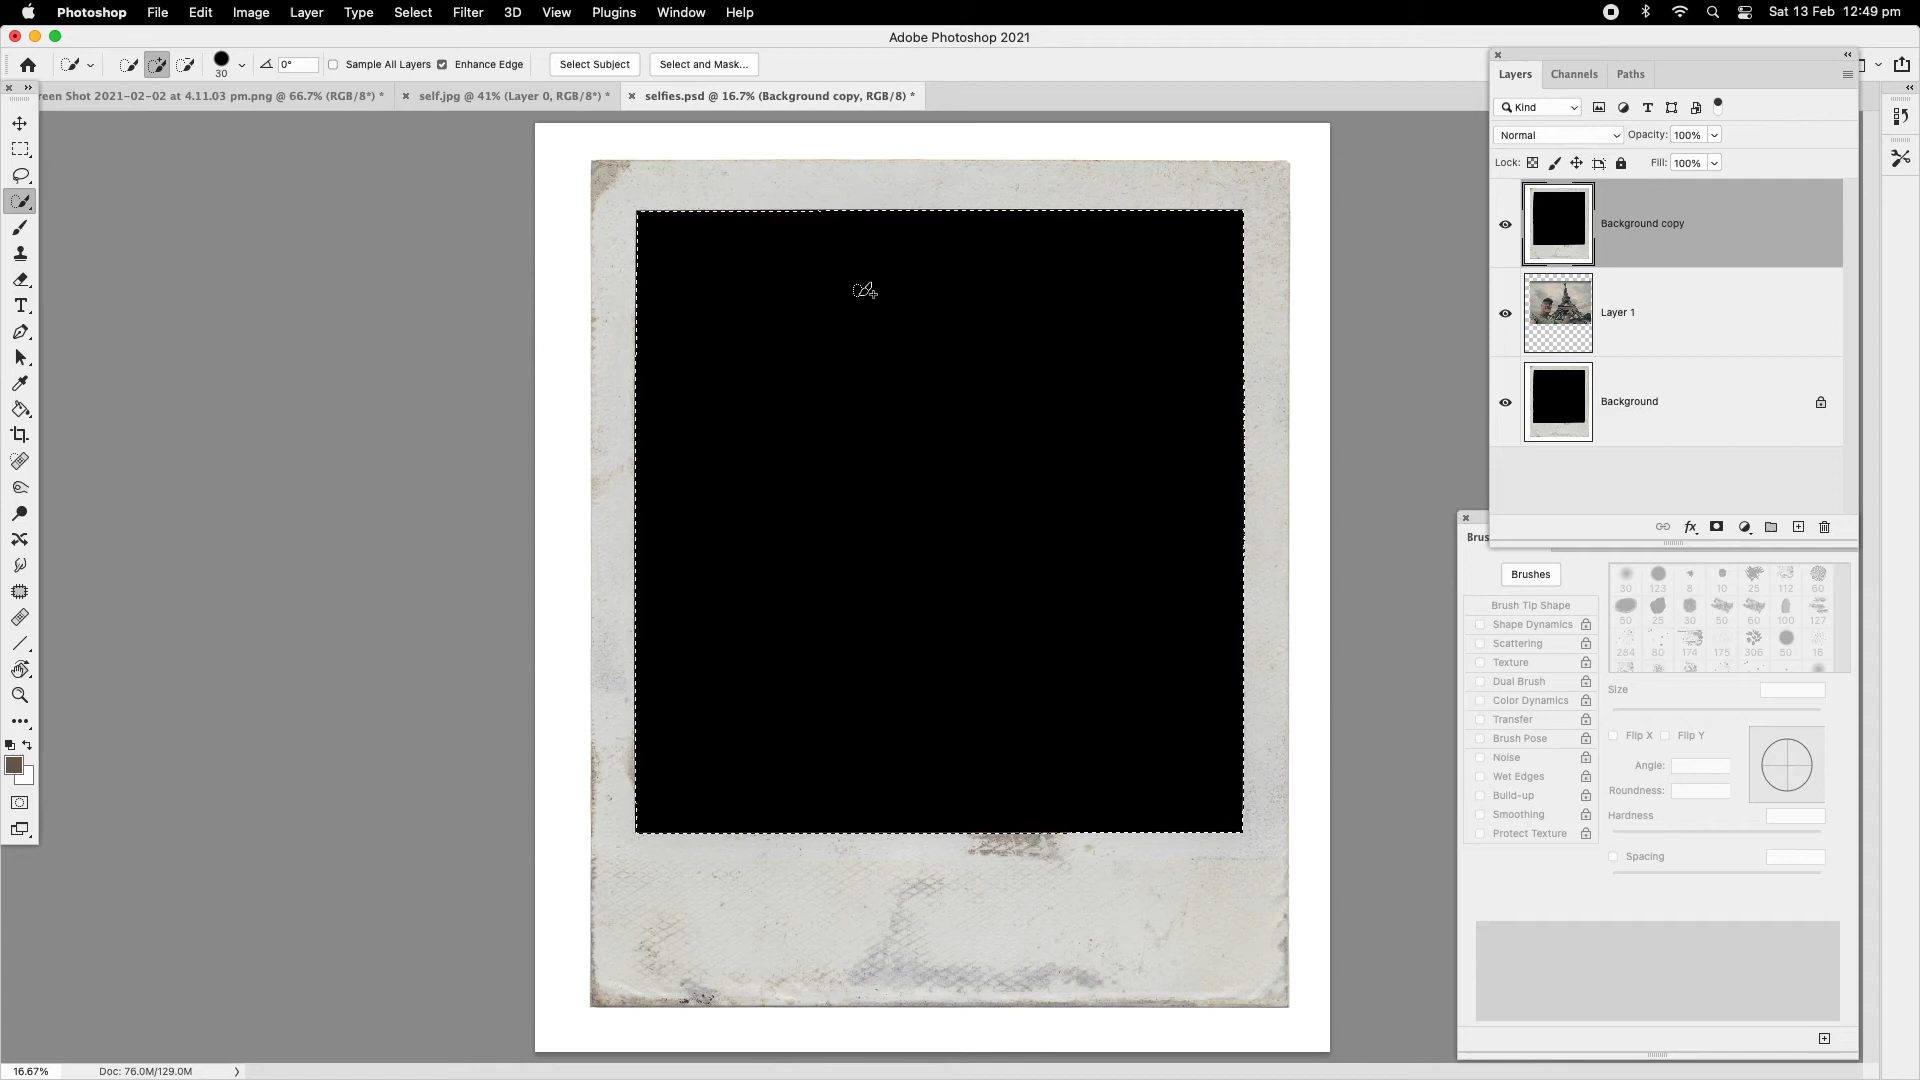 Photoshop File Edit Image Layer Type Select Filter 3D View Plugins Window Help Sat 13 Feb 12:49 pm
Adobe Photoshop 2021
30 0° Sample All Layers Enhance Edge Select Subject Select and Mask...
reen Shot 2021-02-02 at 4.11.03 pm.png @ 66.7% (RGB/8*) * self.jpg @ 41% (Layer 0, RGB/8*) * selfies.psd @ 16.7% (Background copy, RGB/8) *
Layers Channels Paths
Kind
Normal Opacity: 100%
Lock: Fill: 100%
Background copy
Layer 1
Background
fx
Brus
Brushes
30 123 8 10 25 112 60
50 25 30 50 60 100 127
284 80 174 175 306 50 16
Brush Tip Shape
Shape Dynamics
Scattering
Texture
Dual Brush
Color Dynamics
Transfer
Brush Pose
Noise
Wet Edges
Build-up
Smoothing
Protect Texture
Size
Flip X Flip Y
Angle:
Roundness:
Hardness
Spacing
16.67% Doc: 76.0M/129.0M